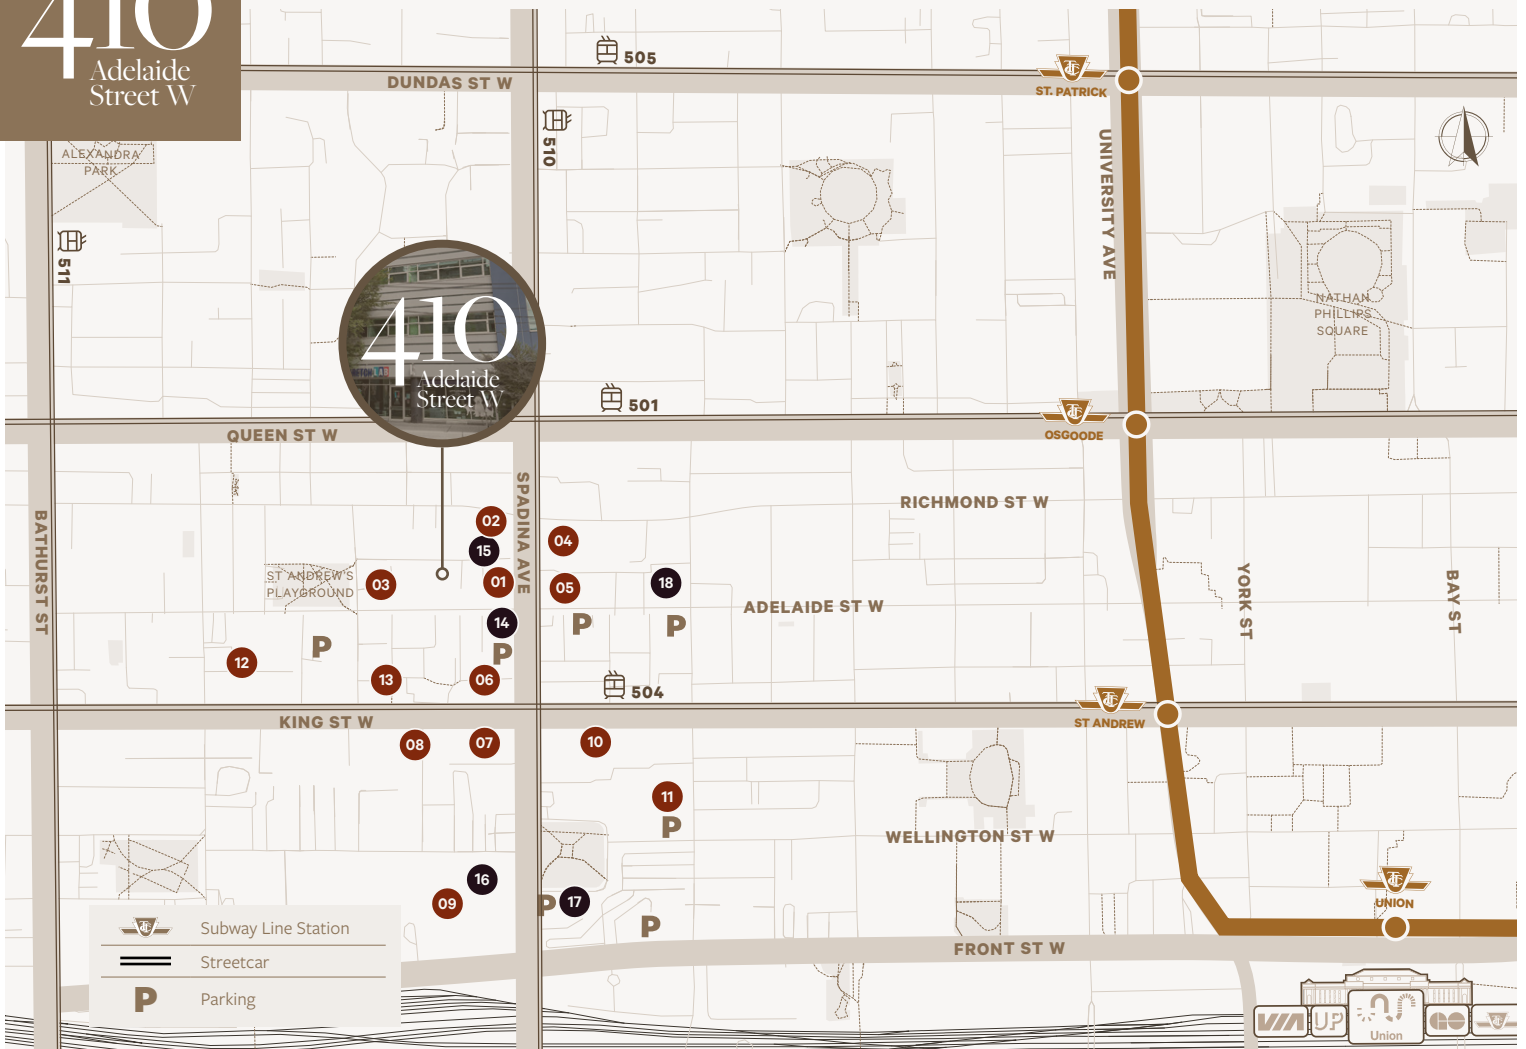 410
Adelaide
Street W
505
DUNDAS ST W
ST. PATRICK
510
UNIVERSITY AVE
ALEXANDRA
PARK
511
NATHAN
PHILLIPS
SQUARE
410
Adelaide
Street W
501
QUEEN ST W
OSGOODE
SPADINA AVE
RICHMOND ST W
BATHURST ST
02
15
04
ST ANDREW'S
PLAYGROUND
03
01
05
18
YORK ST
BAY ST
ADELAIDE ST W
14
P
P
P
P
12
13
06
504
KING ST W
ST ANDREW
08
07
10
11
P
WELLINGTON ST W
16
09
P
17
P
UNION
FRONT ST W
Subway Line Station
Streetcar
P Parking
VIA
UP
Union
GO